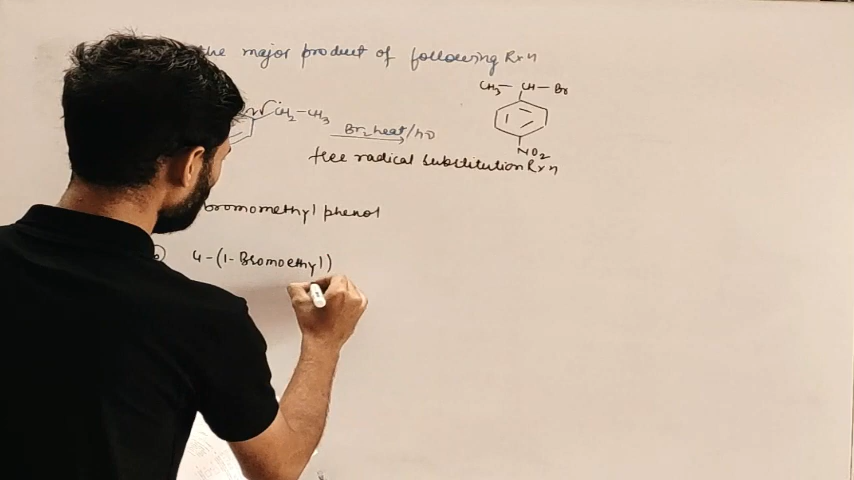 the major product of following Rxn
CH3 - CH - Br
CH2-CH3
Br2 heat/hν
NO2
free radical substitution Rxn
bromomethyl phenol
4-(1-Bromoethyl)